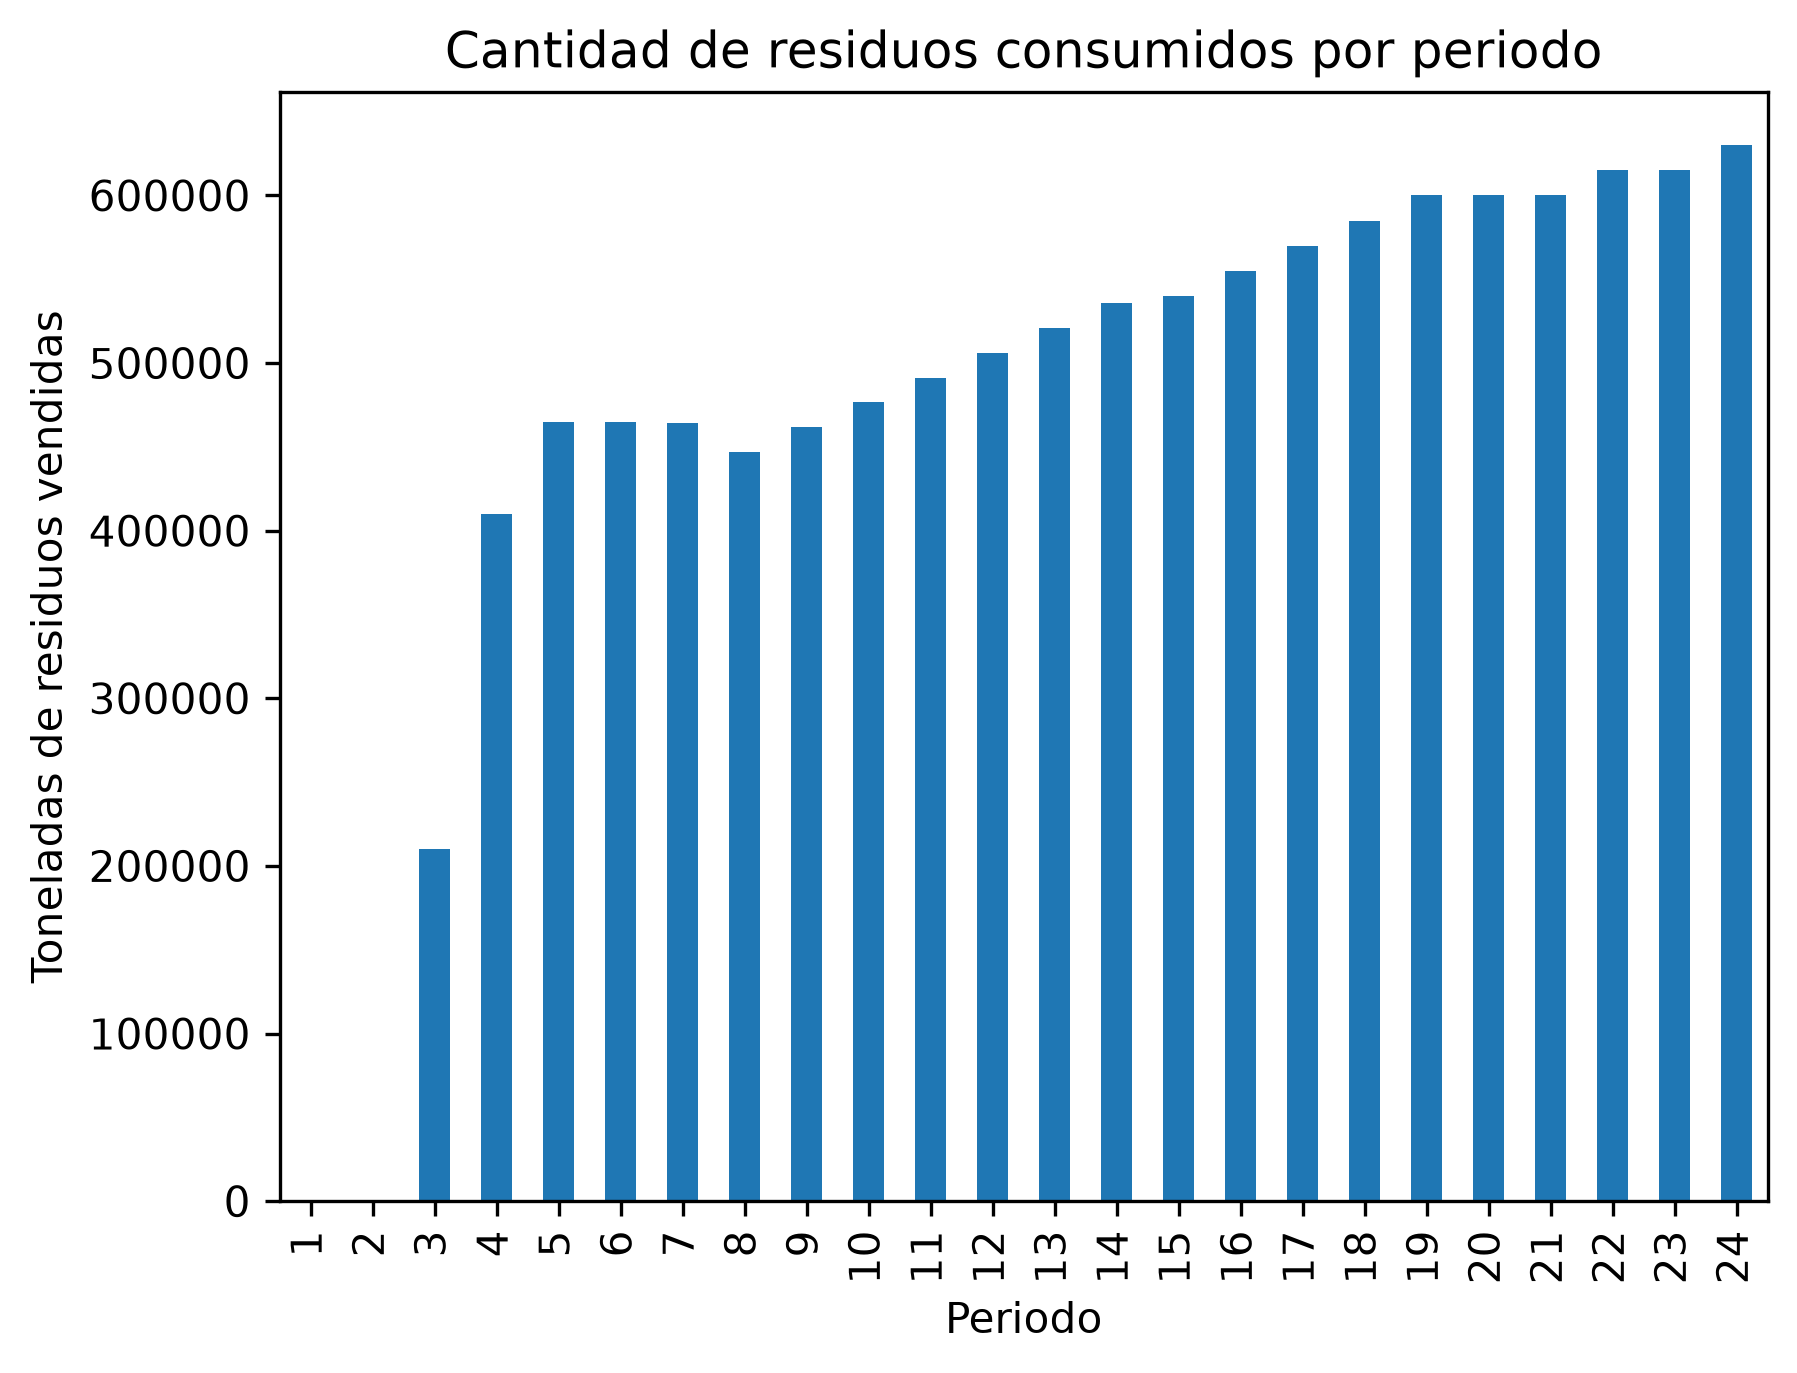 Cantidad de residuos consumidos por periodo
Toneladas de residuos vendidas
600000
500000
400000
300000
200000
100000
0
1 2 3 4 5 6 7 8 9 10 11 12 13 14 15 16 17 18 19 20 21 22 23 24
Periodo